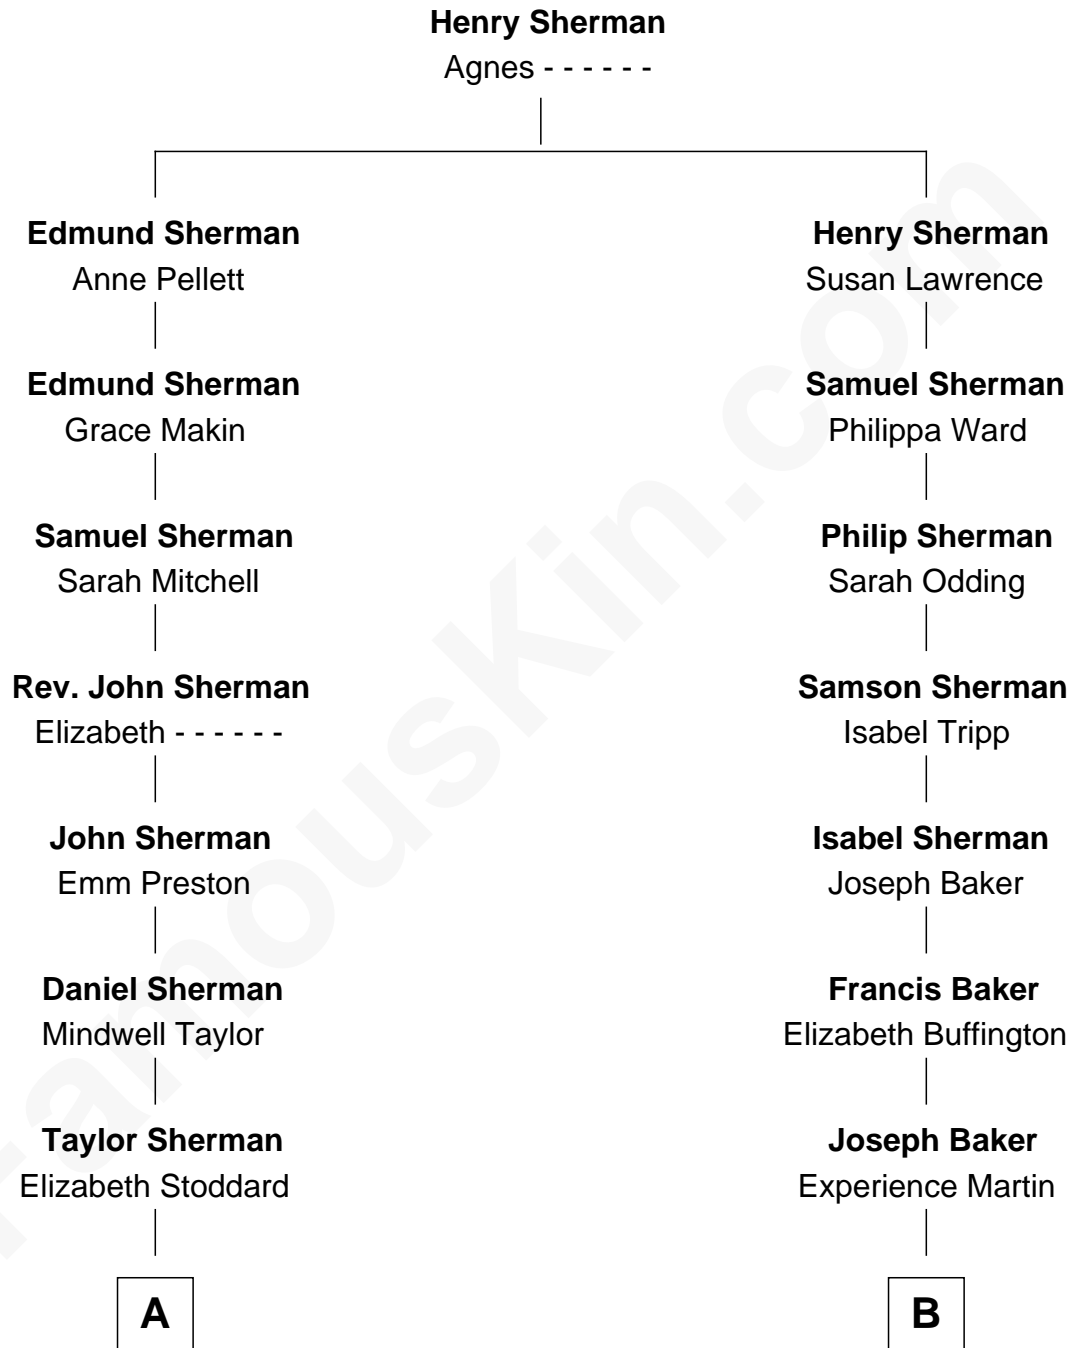 Henry Sherman
Agnes - - - - - -
Edmund Sherman
Anne Pellett
Henry Sherman
Susan Lawrence
Edmund Sherman
Grace Makin
Samuel Sherman
Philippa Ward
Samuel Sherman
Sarah Mitchell
Philip Sherman
Sarah Odding
Rev. John Sherman
Elizabeth - - - - - -
Samson Sherman
Isabel Tripp
John Sherman
Emm Preston
Isabel Sherman
Joseph Baker
Daniel Sherman
Mindwell Taylor
Francis Baker
Elizabeth Buffington
Taylor Sherman
Elizabeth Stoddard
Joseph Baker
Experience Martin
A
B
FamousKin.com